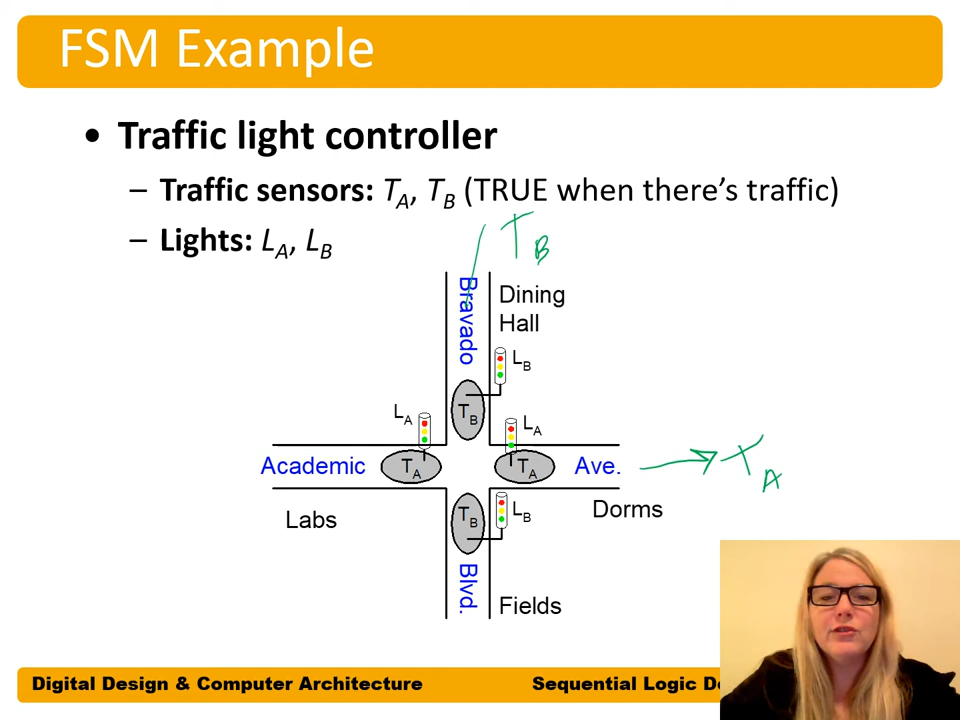 FSM Example
• Traffic light controller
– Traffic sensors: TA, TB (TRUE when there's traffic)
– Lights: LA, LB
TB
Bravado
Dining
Hall
LB
LA
TB
LA
Academic
TA
TA
Ave.
TA
Labs
TB
LB
Dorms
Blvd.
Fields
Digital Design & Computer Architecture
Sequential Logic De